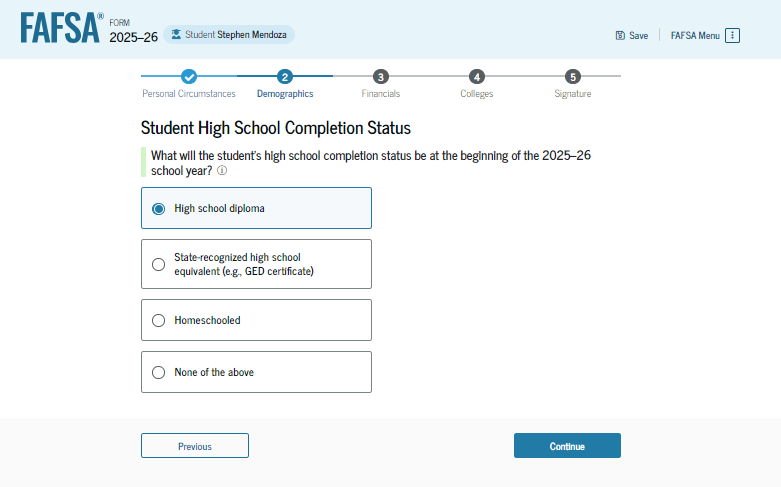 FAFSA®
FORM
2025–26
Student Stephen Mendoza
Save
FAFSA Menu
Personal Circumstances
2
Demographics
3
Financials
4
Colleges
5
Signature
Student High School Completion Status
What will the student's high school completion status be at the beginning of the 2025–26
school year?
High school diploma
State-recognized high school
equivalent (e.g., GED certificate)
Homeschooled
None of the above
Previous
Continue